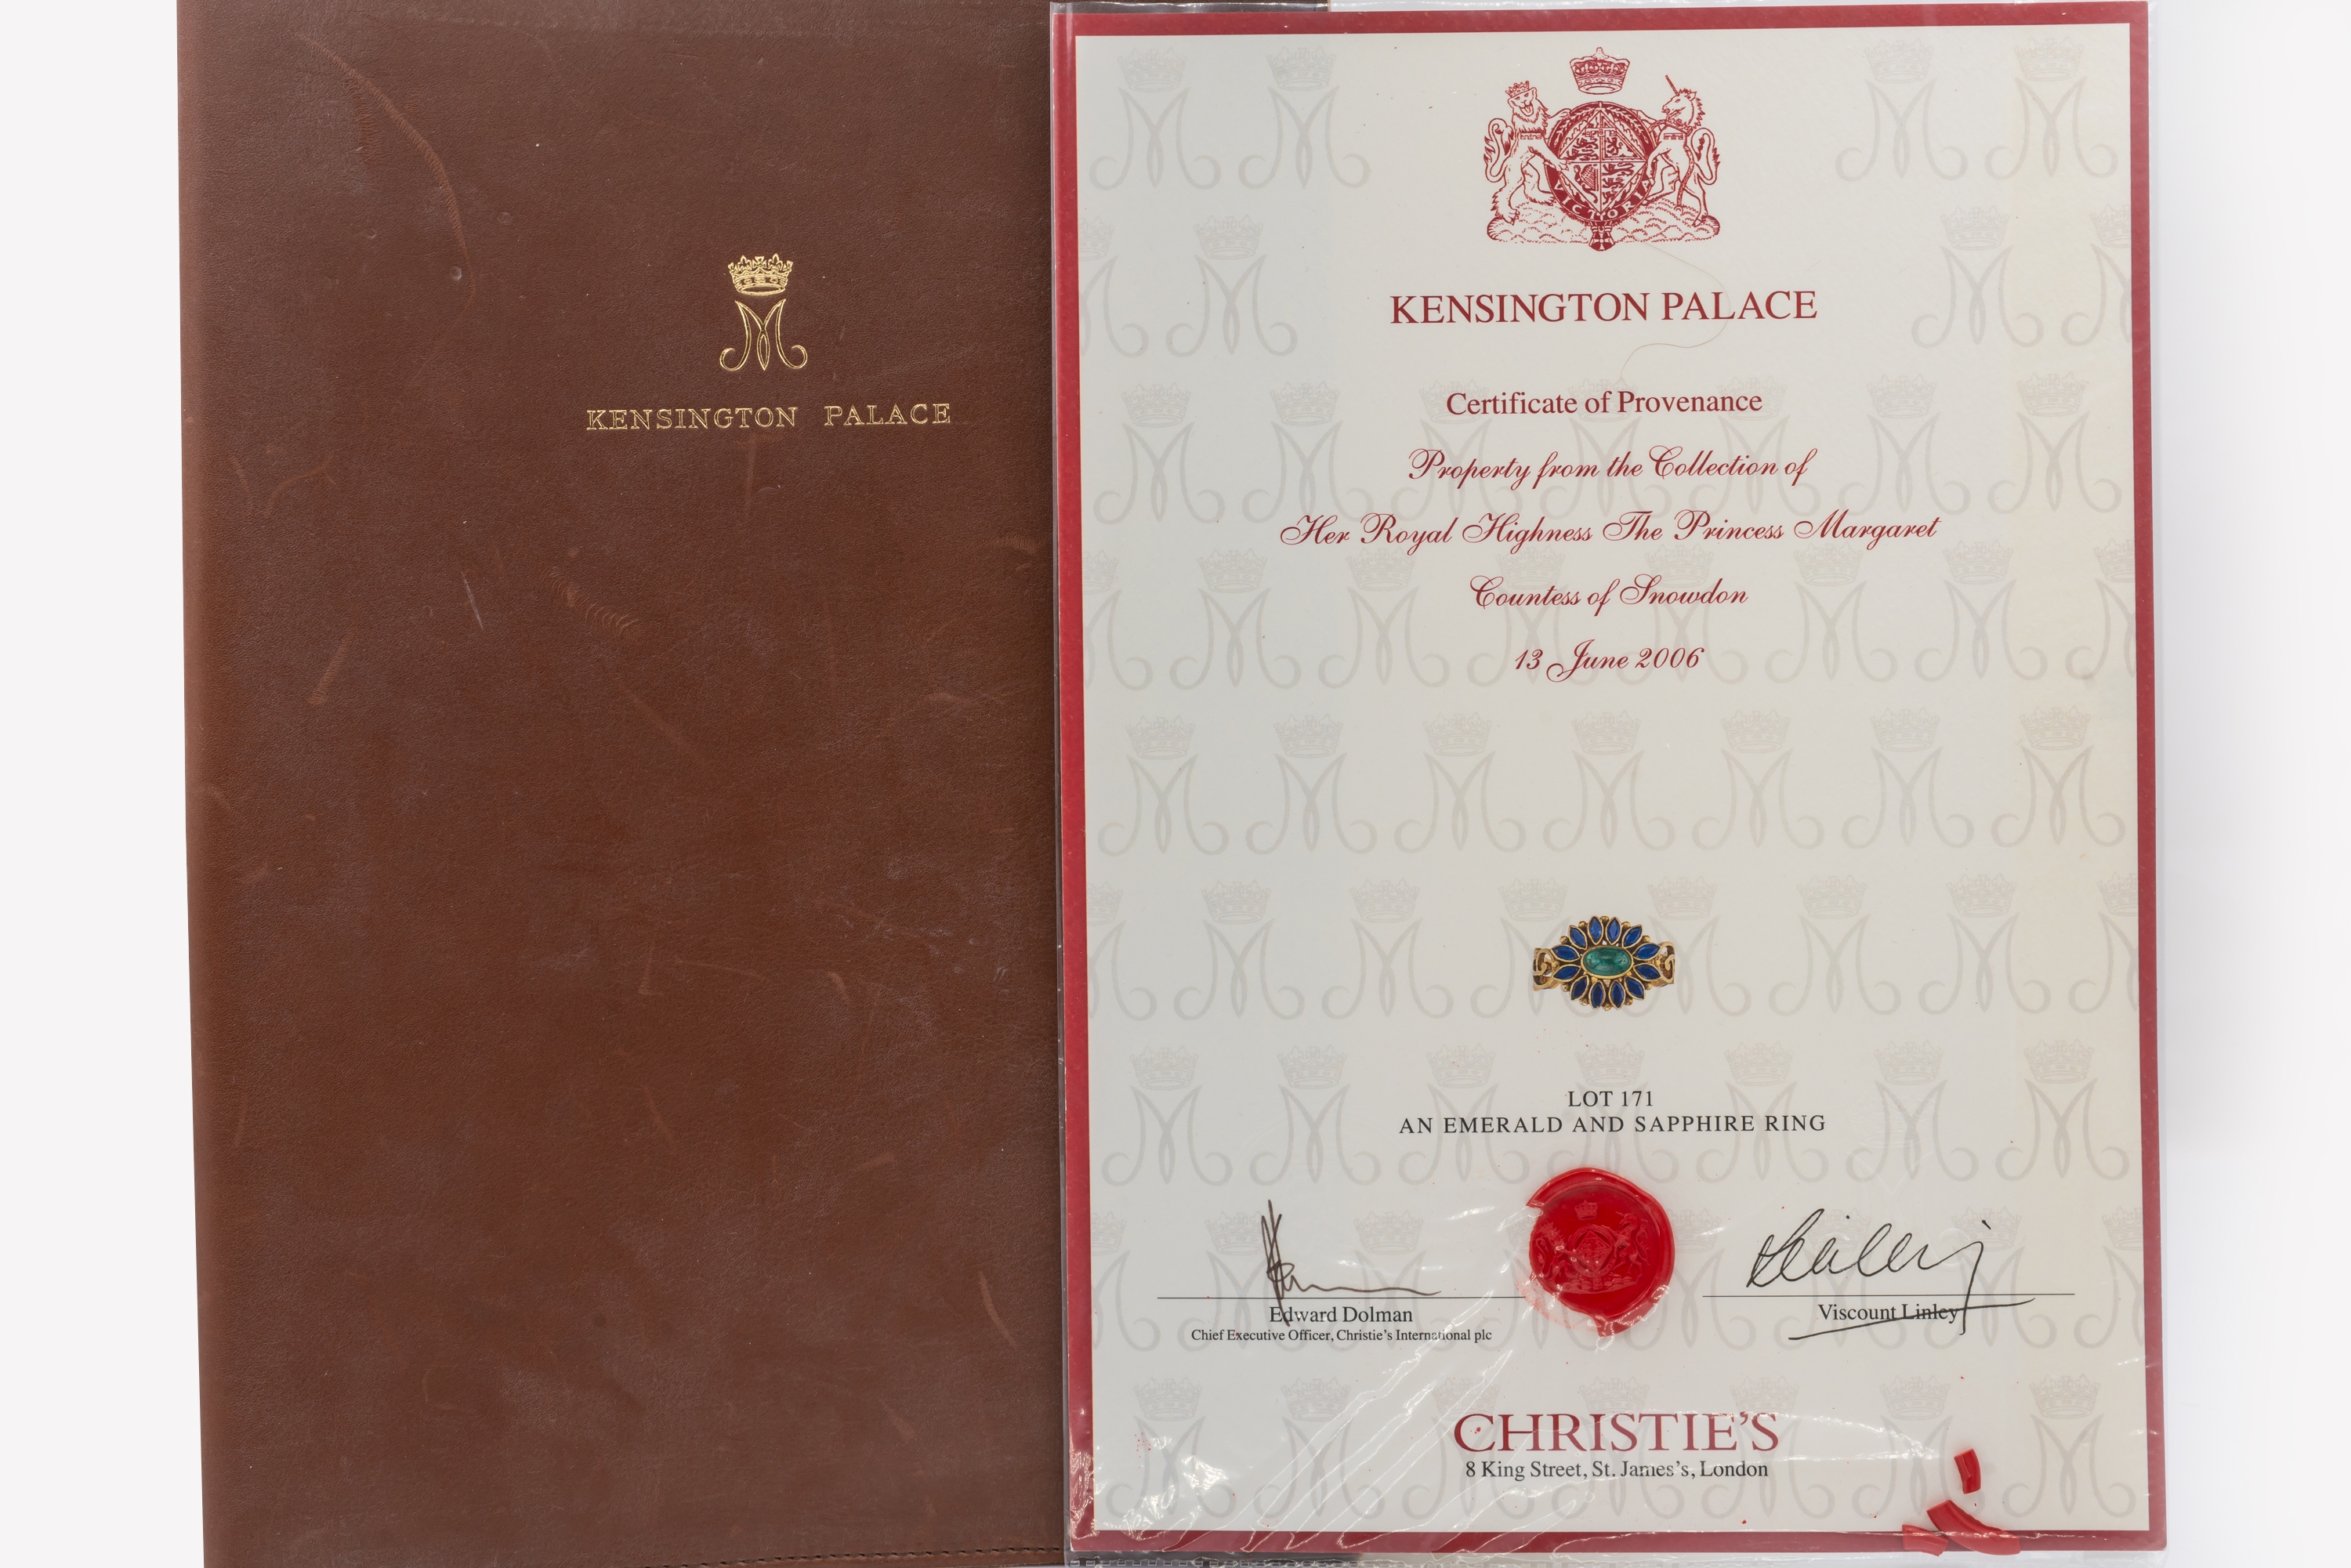 M
KENSINGTON PALACE
VICTORIA
KENSINGTON PALACE
Certificate of Provenance
Property from the Collection of
Her Royal Highness The Princess Margaret
Countess of Snowdon
13 June 2006
LOT 171
AN EMERALD AND SAPPHIRE RING
Edward Dolman
Chief Executive Officer, Christie's International plc
Linley
Viscount Linley
CHRISTIE'S
8 King Street, St. James's, London